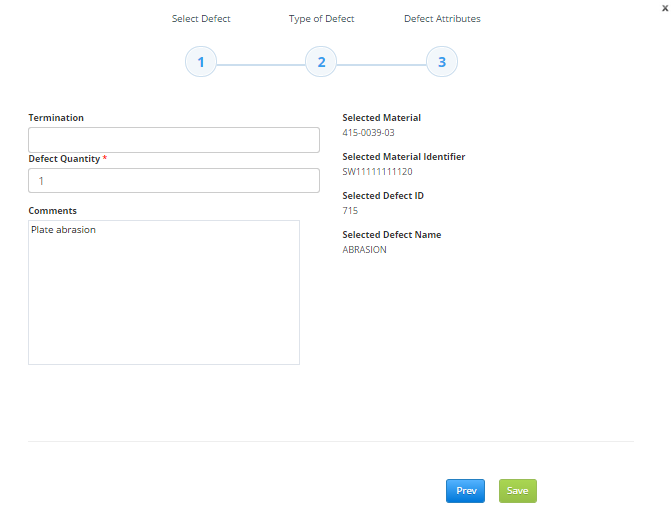 Select Defect
Type of Defect
Defect Attributes
1
2
3
Termination
Defect Quantity *
1
Comments
Plate abrasion
Selected Material
415-0039-03
Selected Material Identifier
SW11111111120
Selected Defect ID
715
Selected Defect Name
ABRASION
Prev
Save